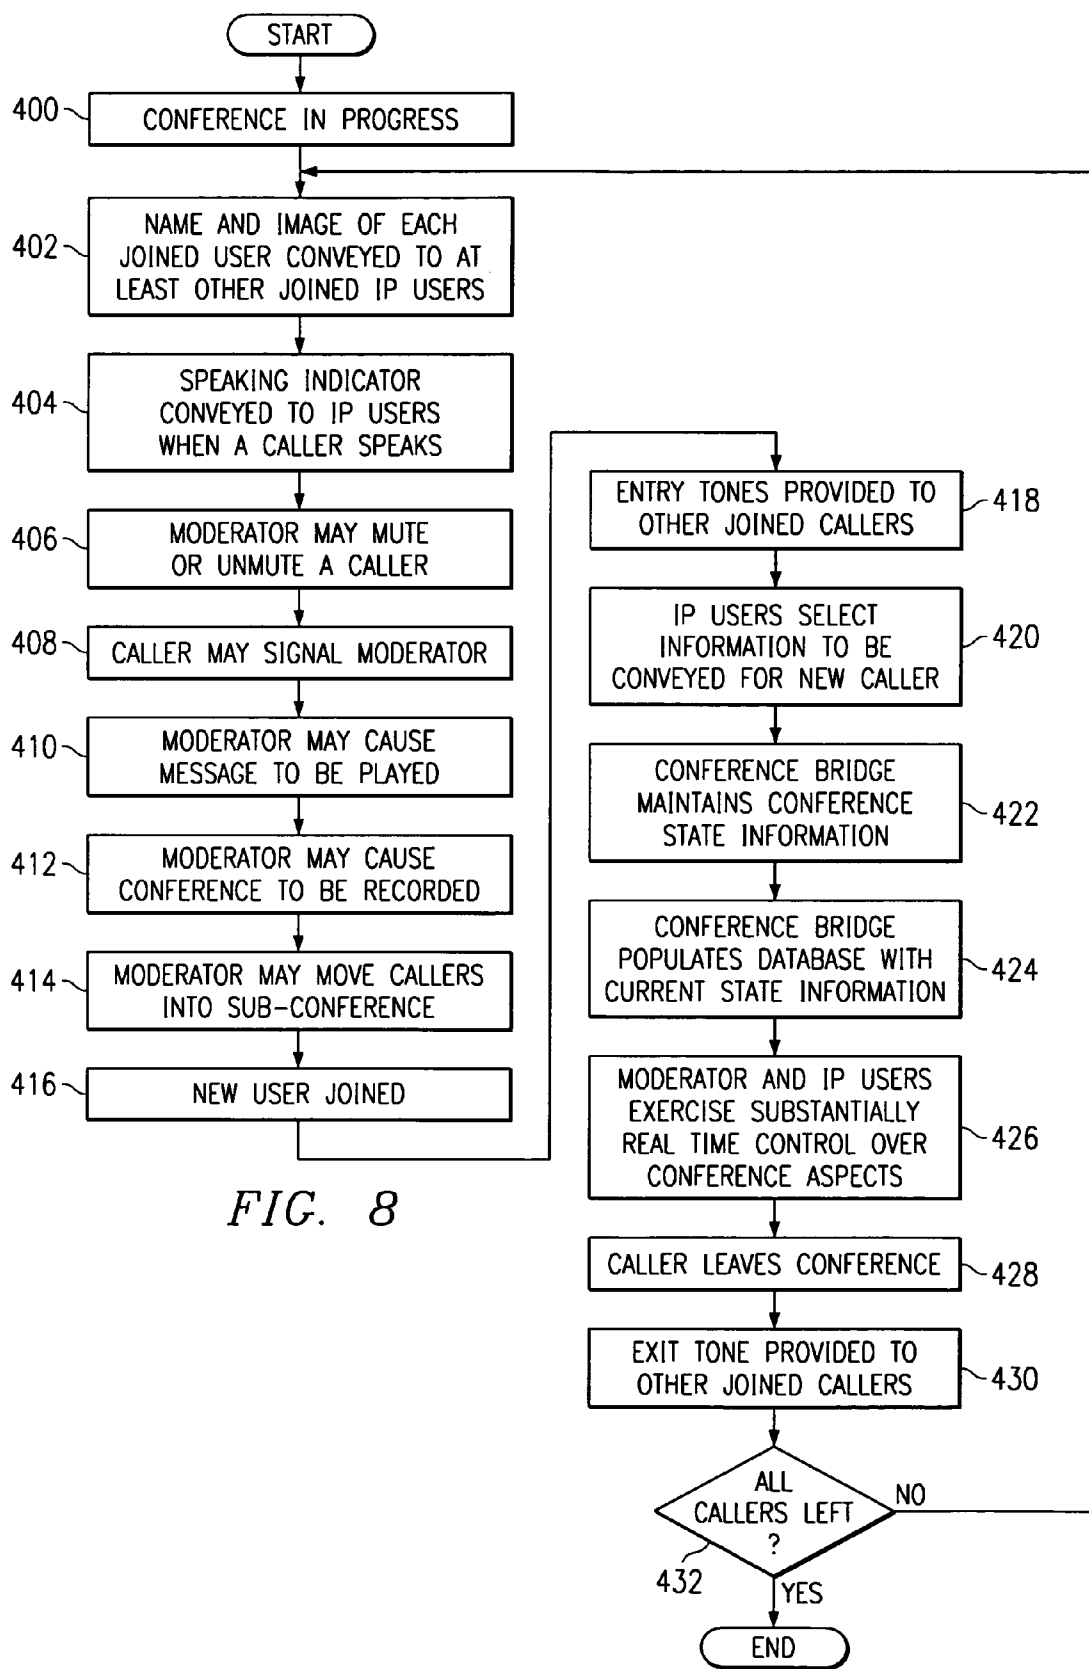 START
400
CONFERENCE IN PROGRESS
402
NAME AND IMAGE OF EACH
JOINED USER CONVEYED TO AT
LEAST OTHER JOINED IP USERS
404
SPEAKING INDICATOR
CONVEYED TO IP USERS
WHEN A CALLER SPEAKS
406
MODERATOR MAY MUTE
OR UNMUTE A CALLER
408
CALLER MAY SIGNAL MODERATOR
410
MODERATOR MAY CAUSE
MESSAGE TO BE PLAYED
412
MODERATOR MAY CAUSE
CONFERENCE TO BE RECORDED
414
MODERATOR MAY MOVE CALLERS
INTO SUB-CONFERENCE
416
NEW USER JOINED
FIG. 8
ENTRY TONES PROVIDED TO
OTHER JOINED CALLERS
418
IP USERS SELECT
INFORMATION TO BE
CONVEYED FOR NEW CALLER
420
CONFERENCE BRIDGE
MAINTAINS CONFERENCE
STATE INFORMATION
422
CONFERENCE BRIDGE
POPULATES DATABASE WITH
CURRENT STATE INFORMATION
424
MODERATOR AND IP USERS
EXERCISE SUBSTANTIALLY
REAL TIME CONTROL OVER
CONFERENCE ASPECTS
426
CALLER LEAVES CONFERENCE
428
EXIT TONE PROVIDED TO
OTHER JOINED CALLERS
430
ALL
CALLERS LEFT
?
NO
432
YES
END